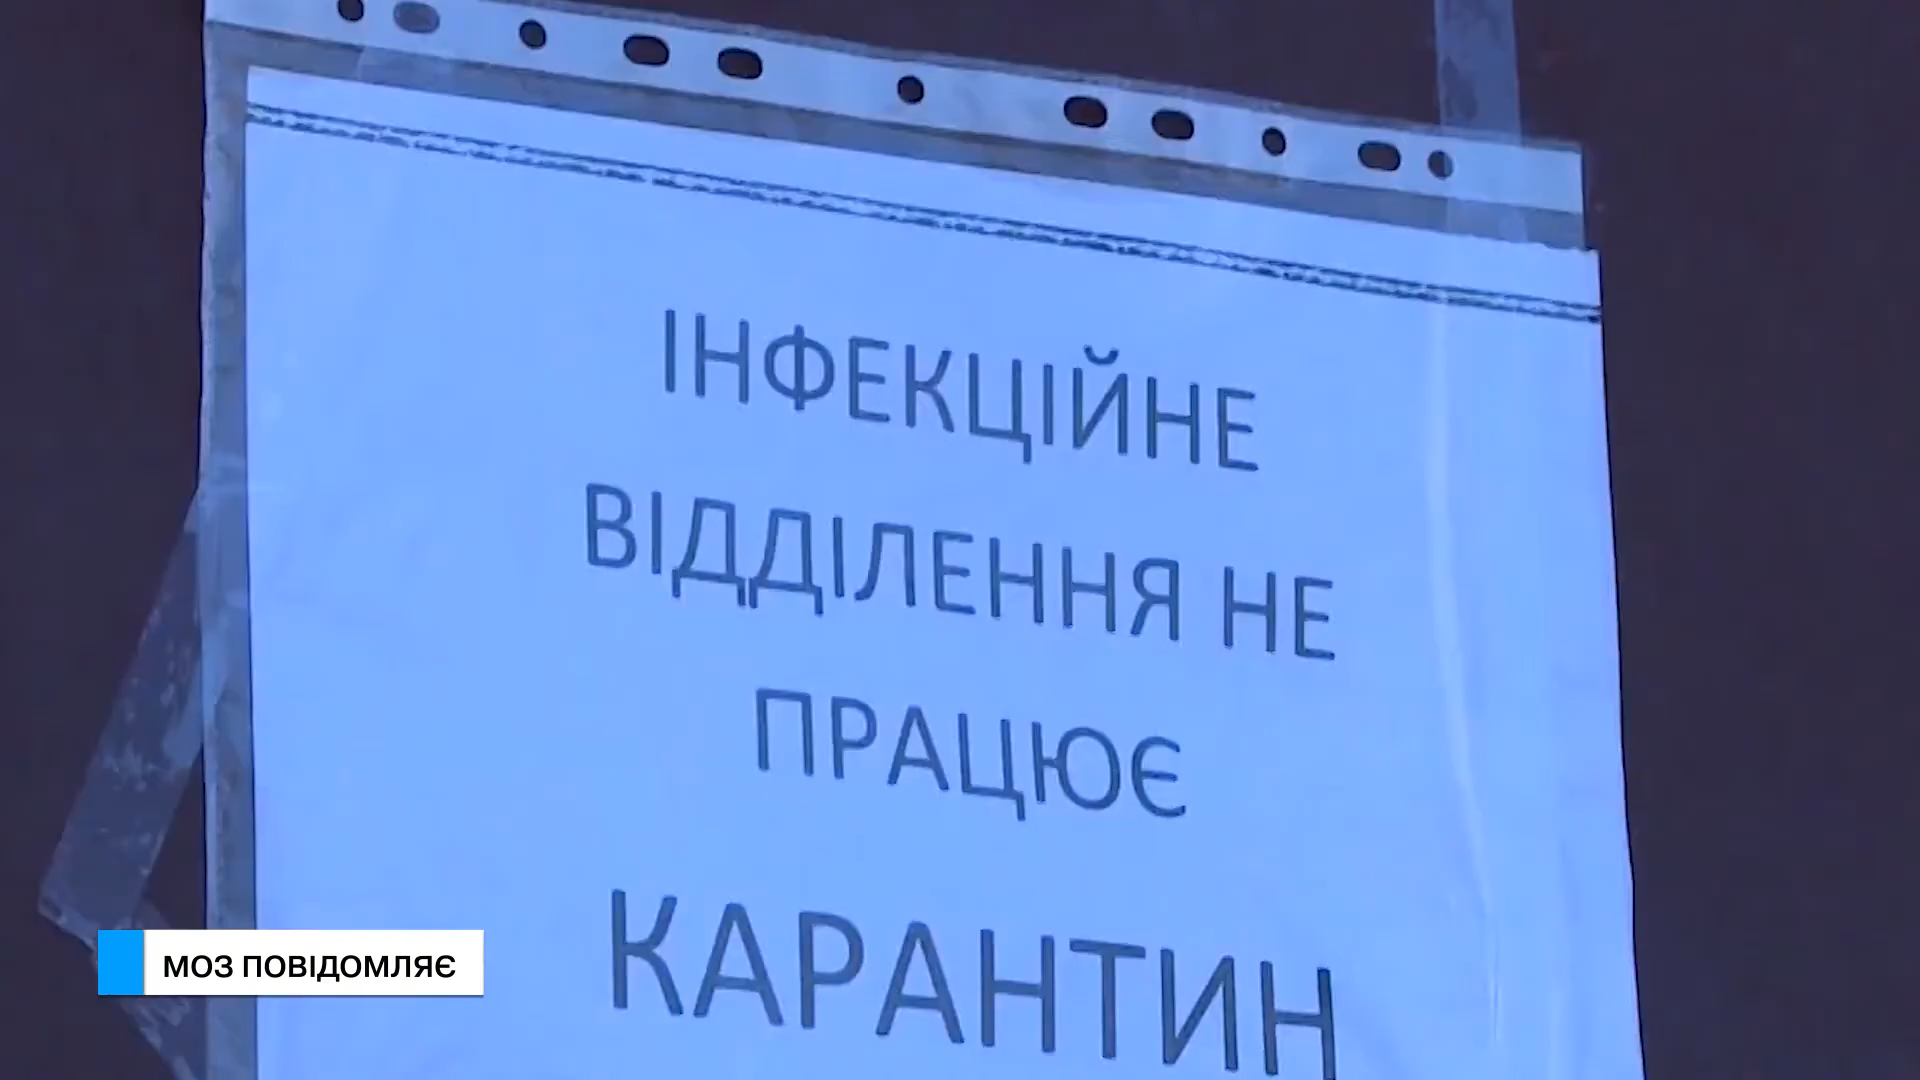 ІНФЕКЦІЙНЕ
ВІДДІЛЕННЯ НЕ
ПРАЦЮЄ
КАРАНТИН
МОЗ ПОВІДОМЛЯЄ